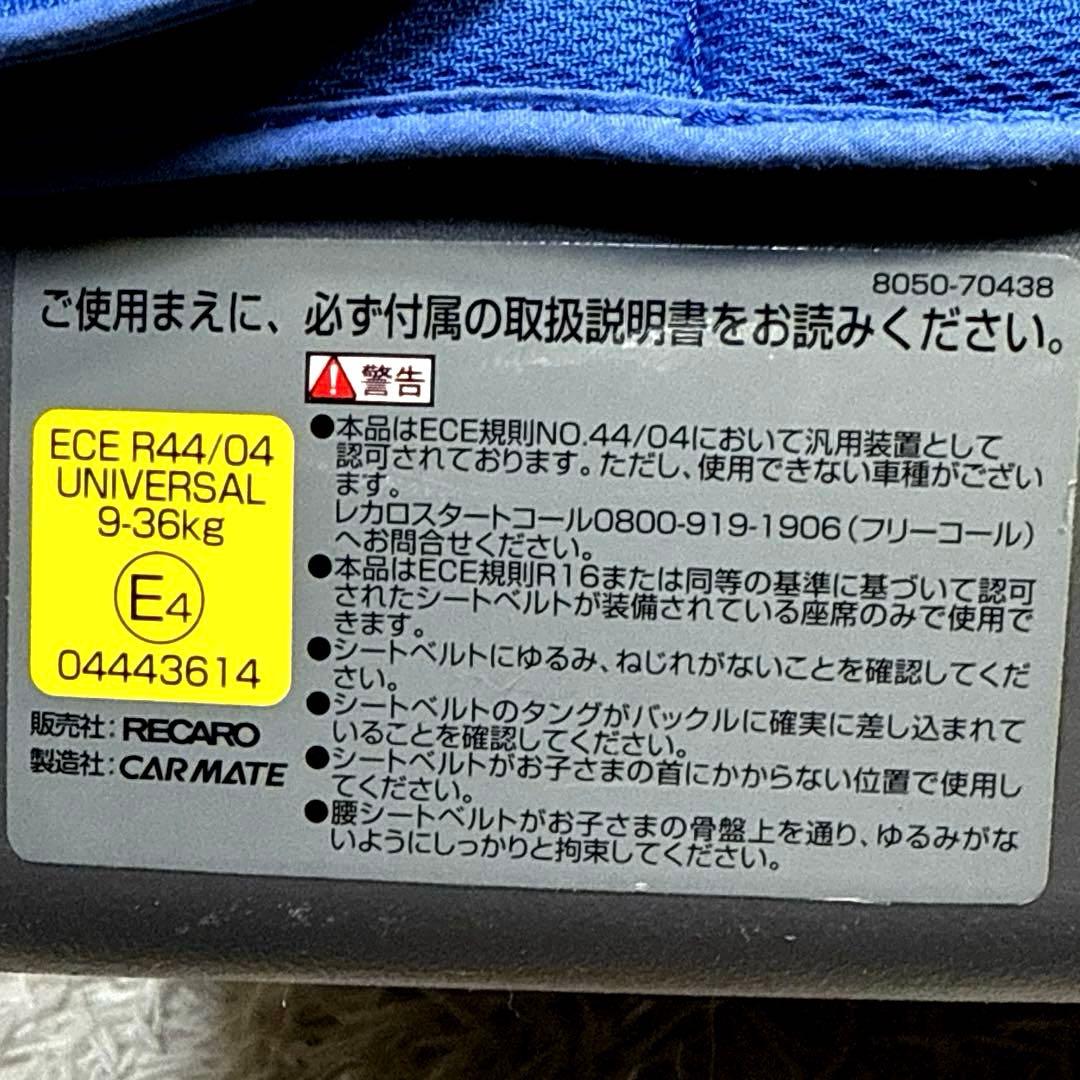 8050-70438
ご使用まえに、必ず付属の取扱説明書をお読みください。
警告
ECE R44/04
UNIVERSAL
9-36kg
E4
04443614
販売社：RECARO
製造社：CARMATE
●本品はECE規則NO.44/04において汎用装置として
認可されております。ただし、使用できない車種がござい
ます。
レカロスタートコール0800-919-1906（フリーコール）
へお問合せください。
●本品はECE規則R16または同等の基準に基づいて認可
されたシートベルトが装備されている座席のみで使用で
きます。
●シートベルトにゆるみ、ねじれがないことを確認してくだ
さい。
●シートベルトのタングがバックルに確実に差し込まれて
いることを確認してください。
●シートベルトがお子さまの首にかからない位置で使用し
てください。
●腰シートベルトがお子さまの骨盤上を通り、ゆるみがな
いようにしっかりと拘束してください。